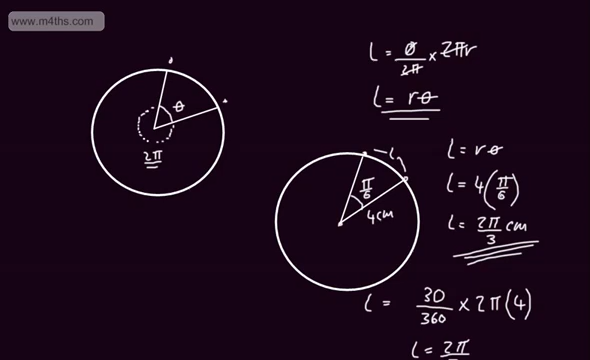 www.m4ths.com
l = θ/2π × 2πr
l = rθ
θ
2π
l
π/6
4cm
l = rθ
l = 4(π/6)
l = 2π/3 cm
l = 30/360 × 2π(4)
l = 2π